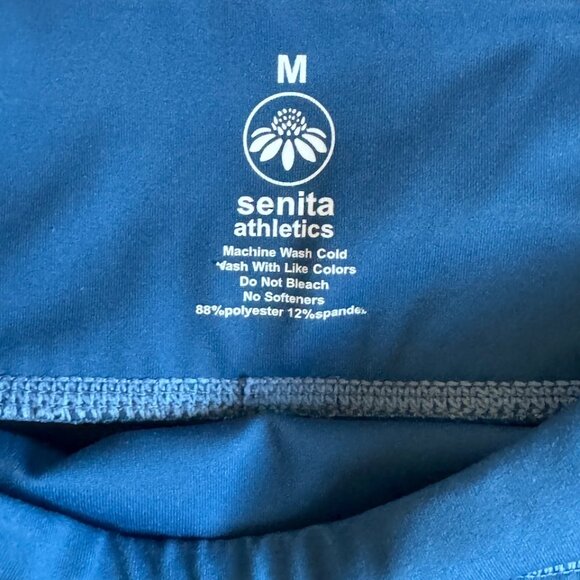 M
senita
athletics
Machine Wash Cold
Wash With Like Colors
Do Not Bleach
No Softeners
88%polyester 12%spandex